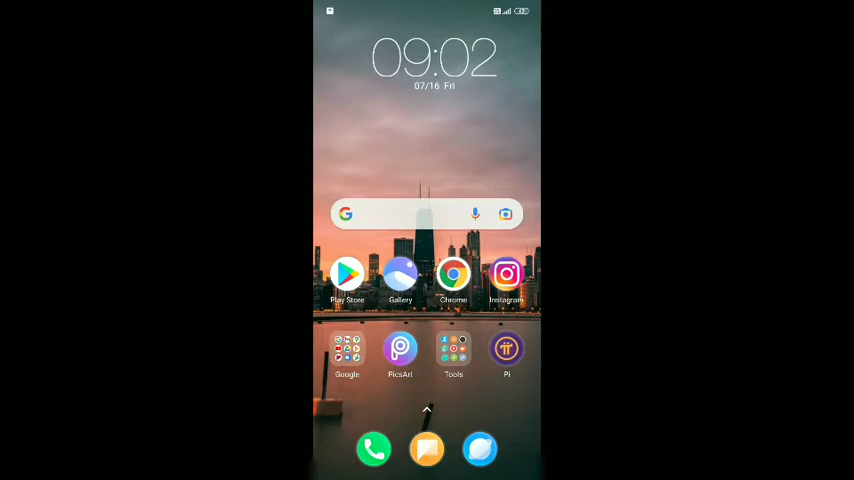 09:02
07/16 Fri
Play Store
Gallery
Chrome
Instagram
Google
PicsArt
Tools
Pi